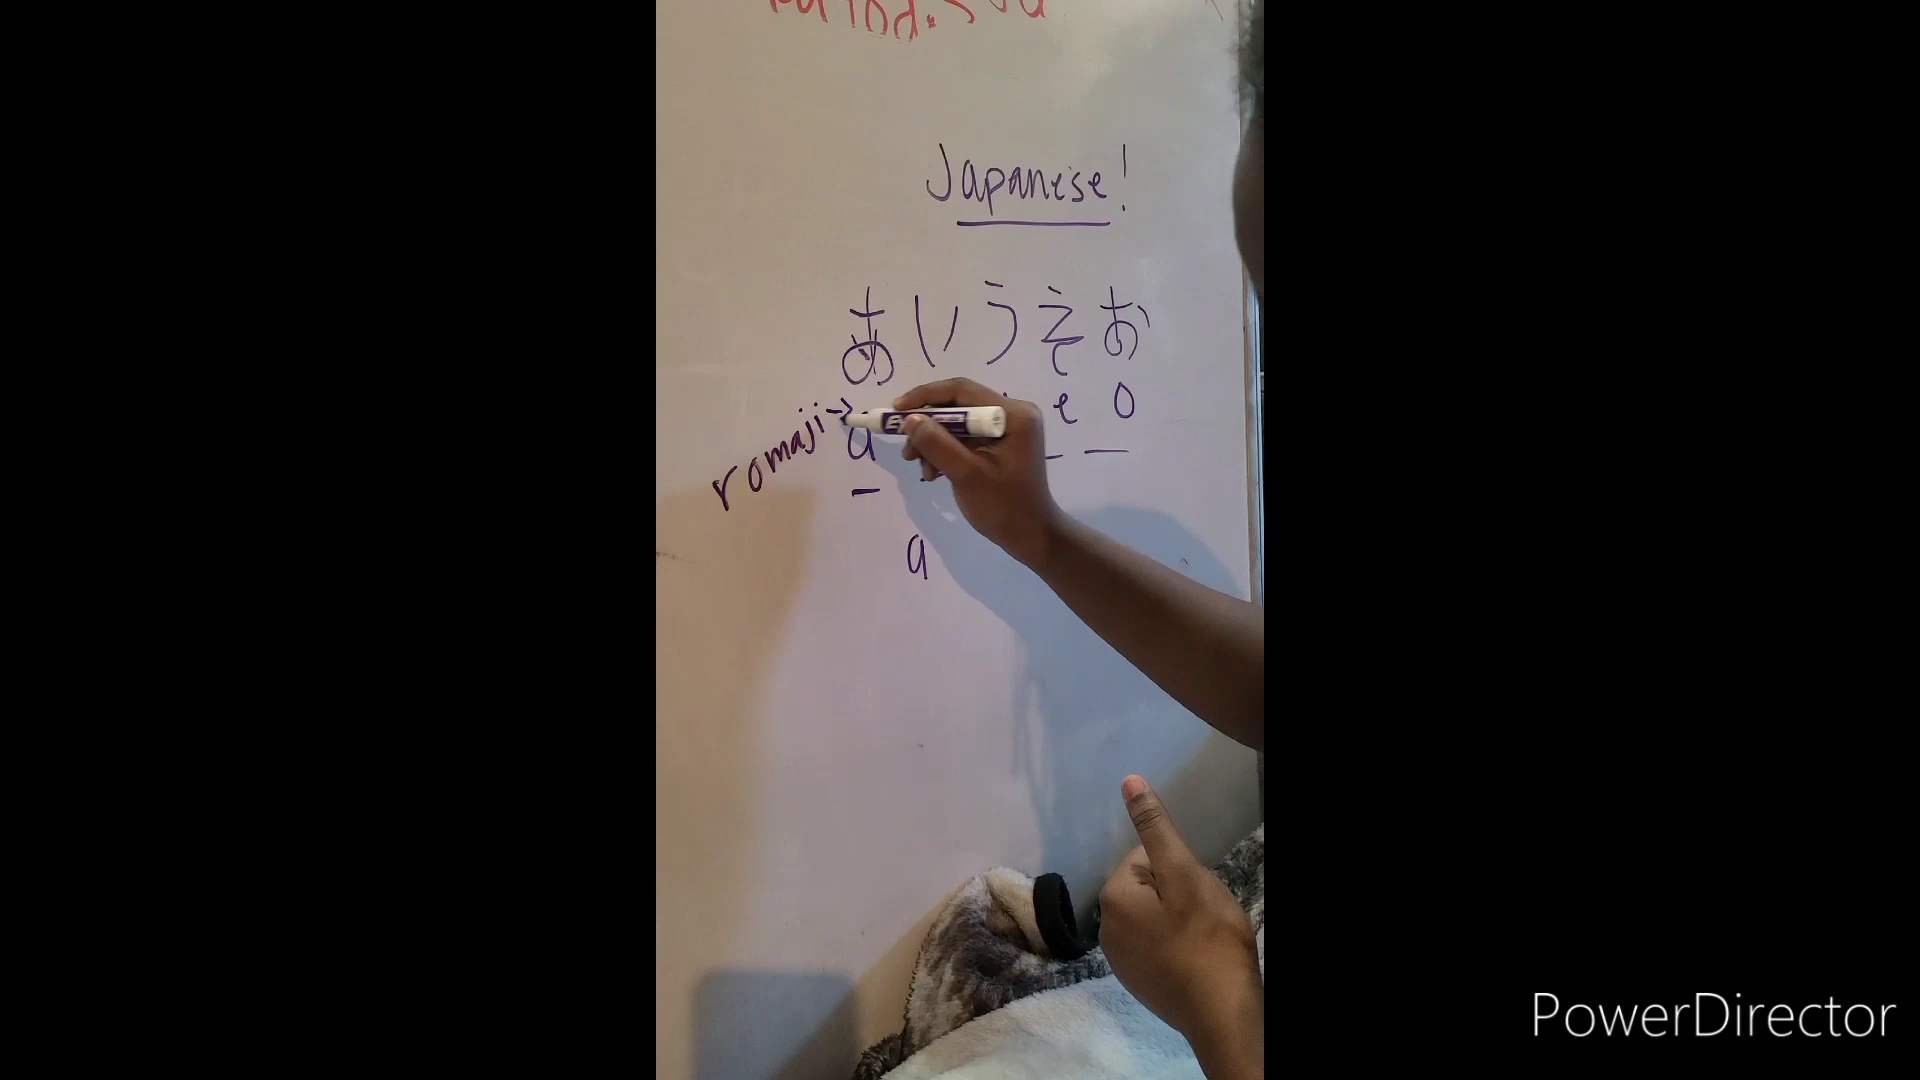 Japanese!
あいうえお
romaji→ a e o
a
PowerDirector